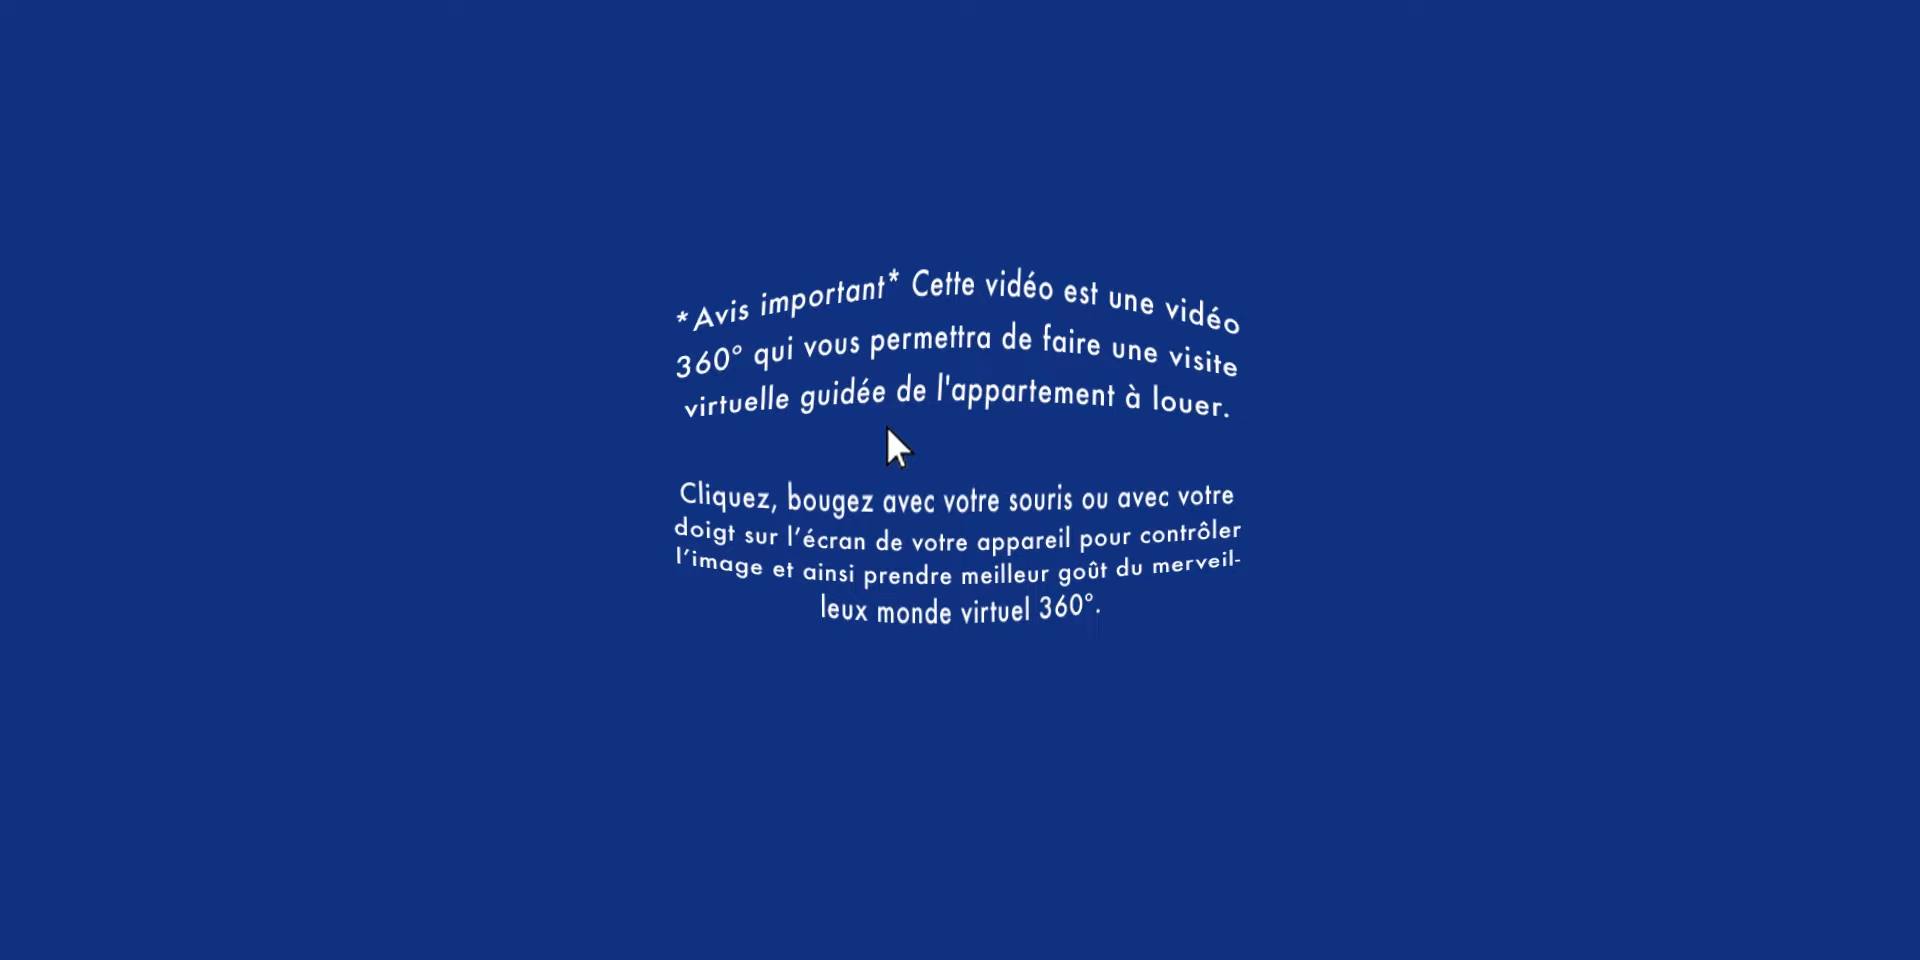 *Avis important* Cette vidéo est une vidéo
360° qui vous permettra de faire une visite
virtuelle guidée de l'appartement à louer.
Cliquez, bougez avec votre souris ou avec votre
doigt sur l’écran de votre appareil pour contrôler
l’image et ainsi prendre meilleur goût du merveil-
leux monde virtuel 360°.